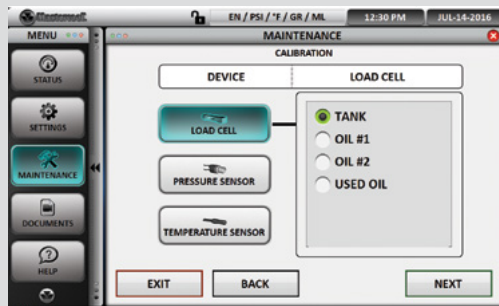 Mastercool
EN / PSI / °F / GR / ML
12:30 PM
JUL-14-2016
MENU
MAINTENANCE
CALIBRATION
DEVICE
LOAD CELL
STATUS
SETTINGS
MAINTENANCE
DOCUMENTS
HELP
LOAD CELL
PRESSURE SENSOR
TEMPERATURE SENSOR
TANK
OIL #1
OIL #2
USED OIL
EXIT
BACK
NEXT